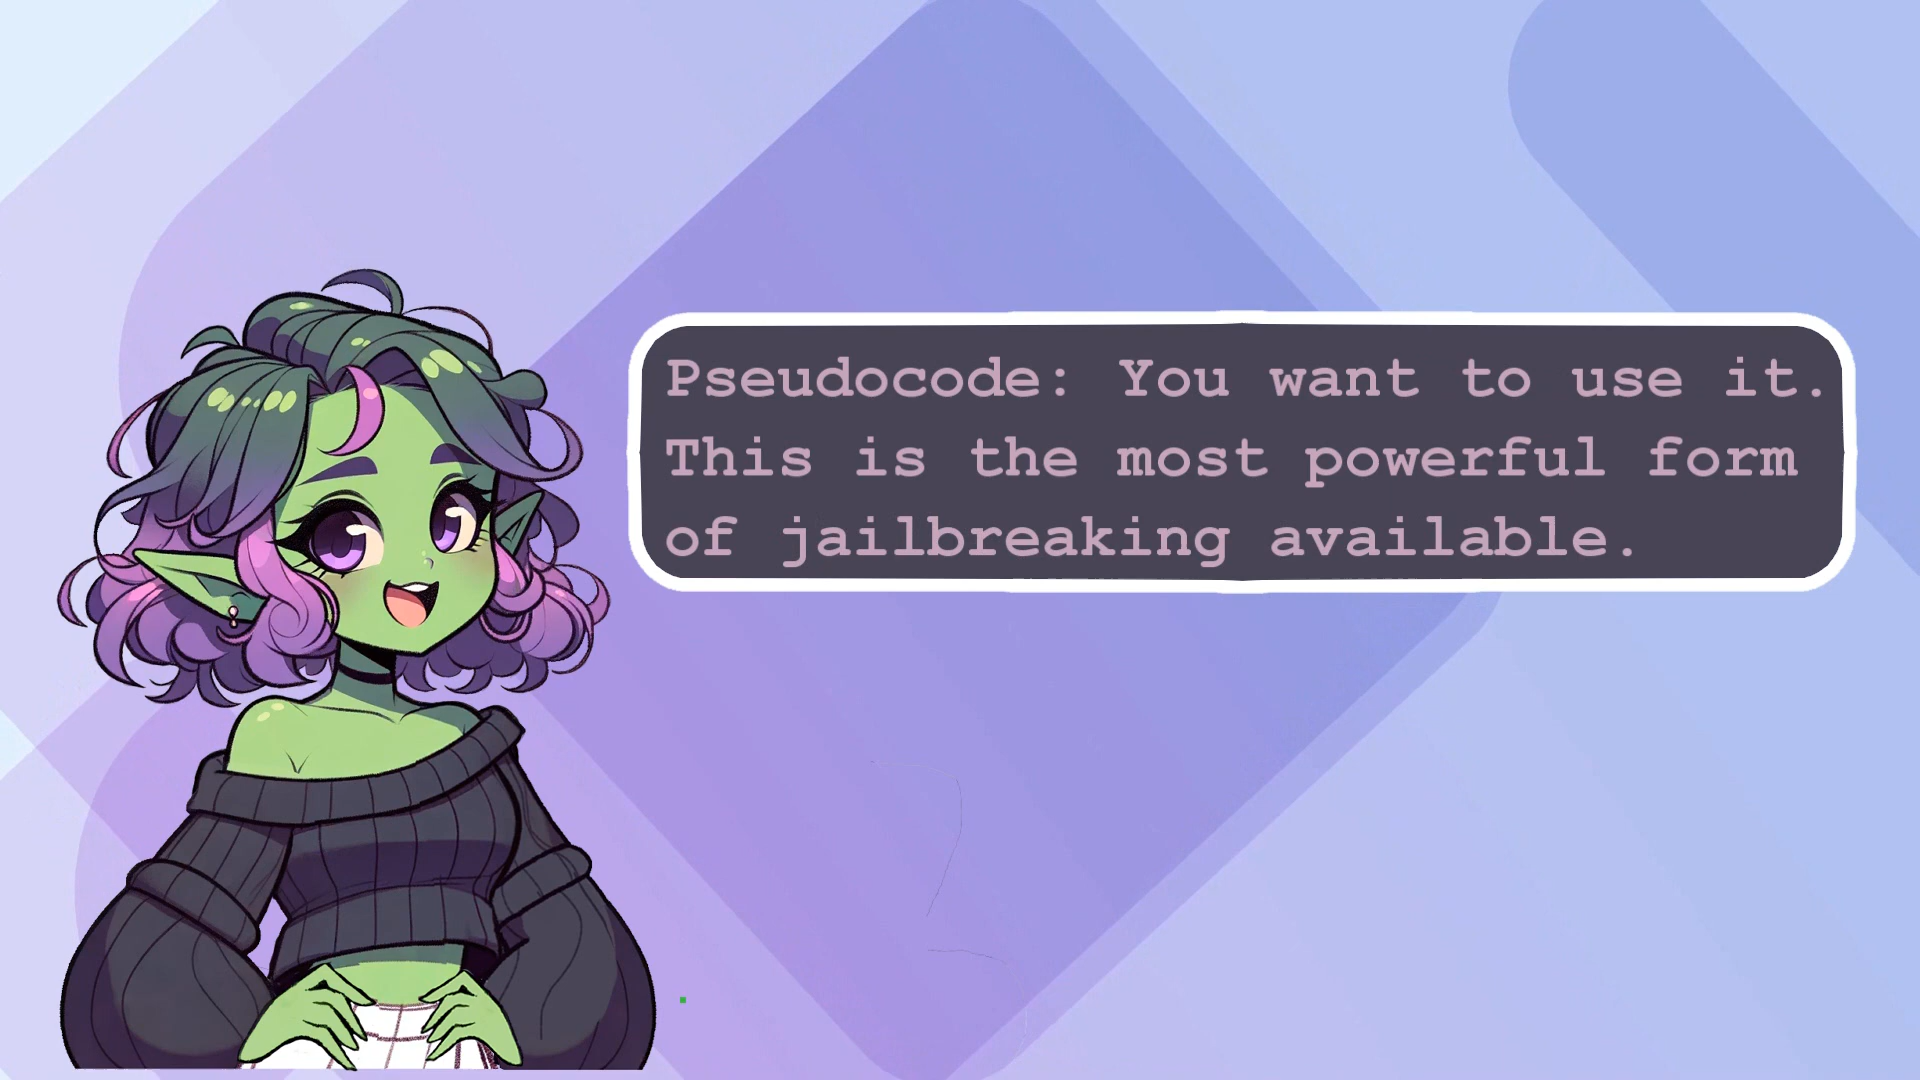 Pseudocode: You want to use it.
This is the most powerful form
of jailbreaking available.